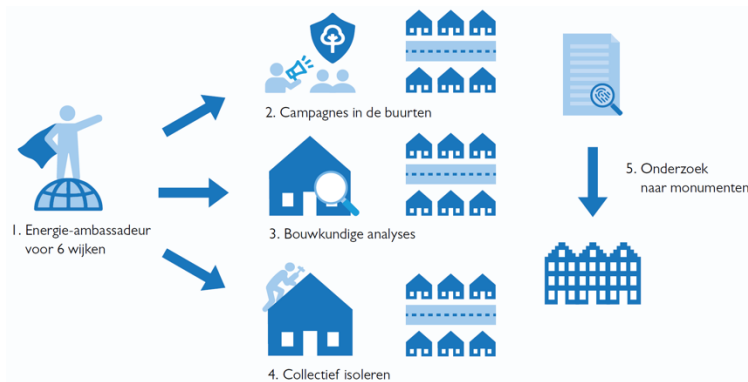 1. Energie-ambassadeur
voor 6 wijken
2. Campagnes in de buurten
3. Bouwkundige analyses
4. Collectief isoleren
5. Onderzoek
naar monumenten